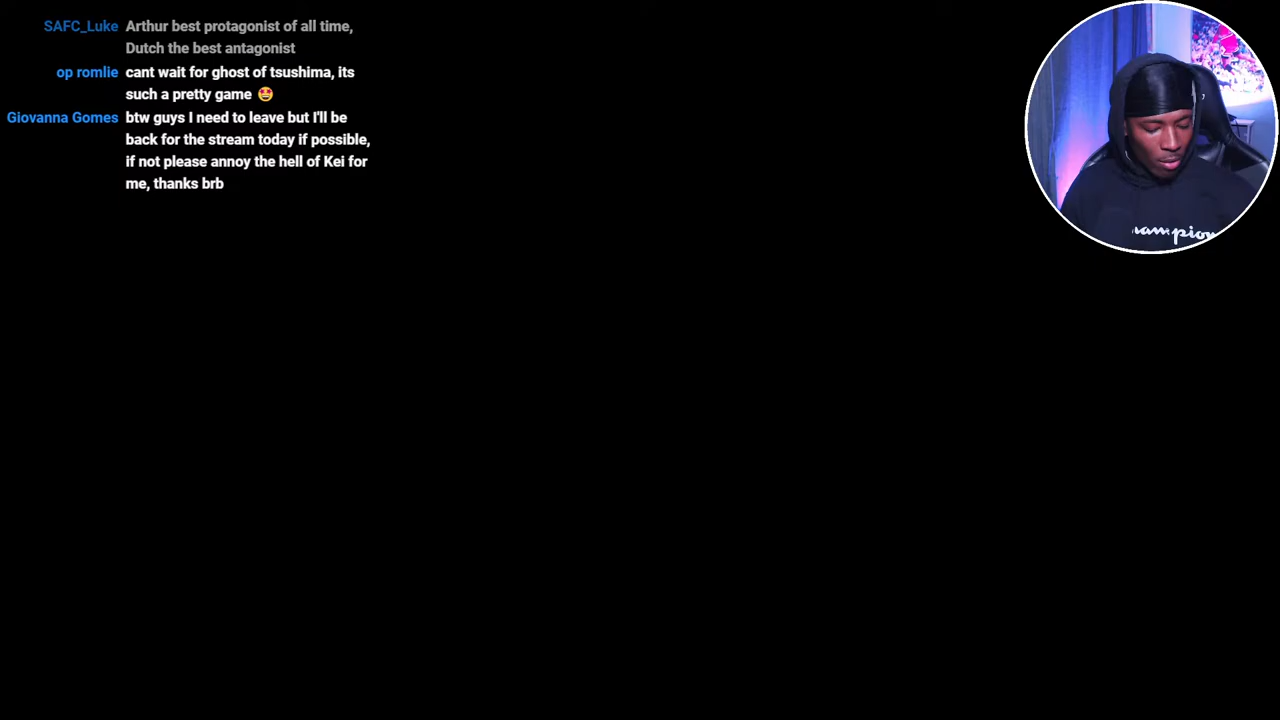 SAFC_Luke Arthur best protagonist of all time,
Dutch the best antagonist
op romlie cant wait for ghost of tsushima, its
such a pretty game 🤩
Giovanna Gomes btw guys I need to leave but I'll be
back for the stream today if possible,
if not please annoy the hell of Kei for
me, thanks brb